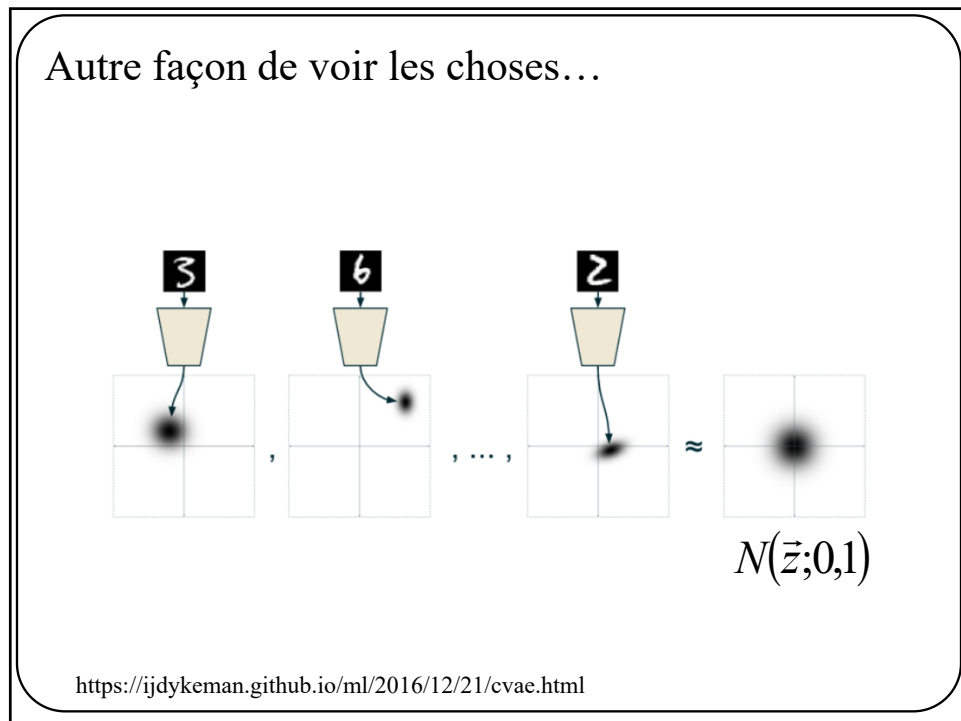 Autre façon de voir les choses…
3 6 2
, , … , ≈
N(z⃗;0,1)
https://ijdykeman.github.io/ml/2016/12/21/cvae.html